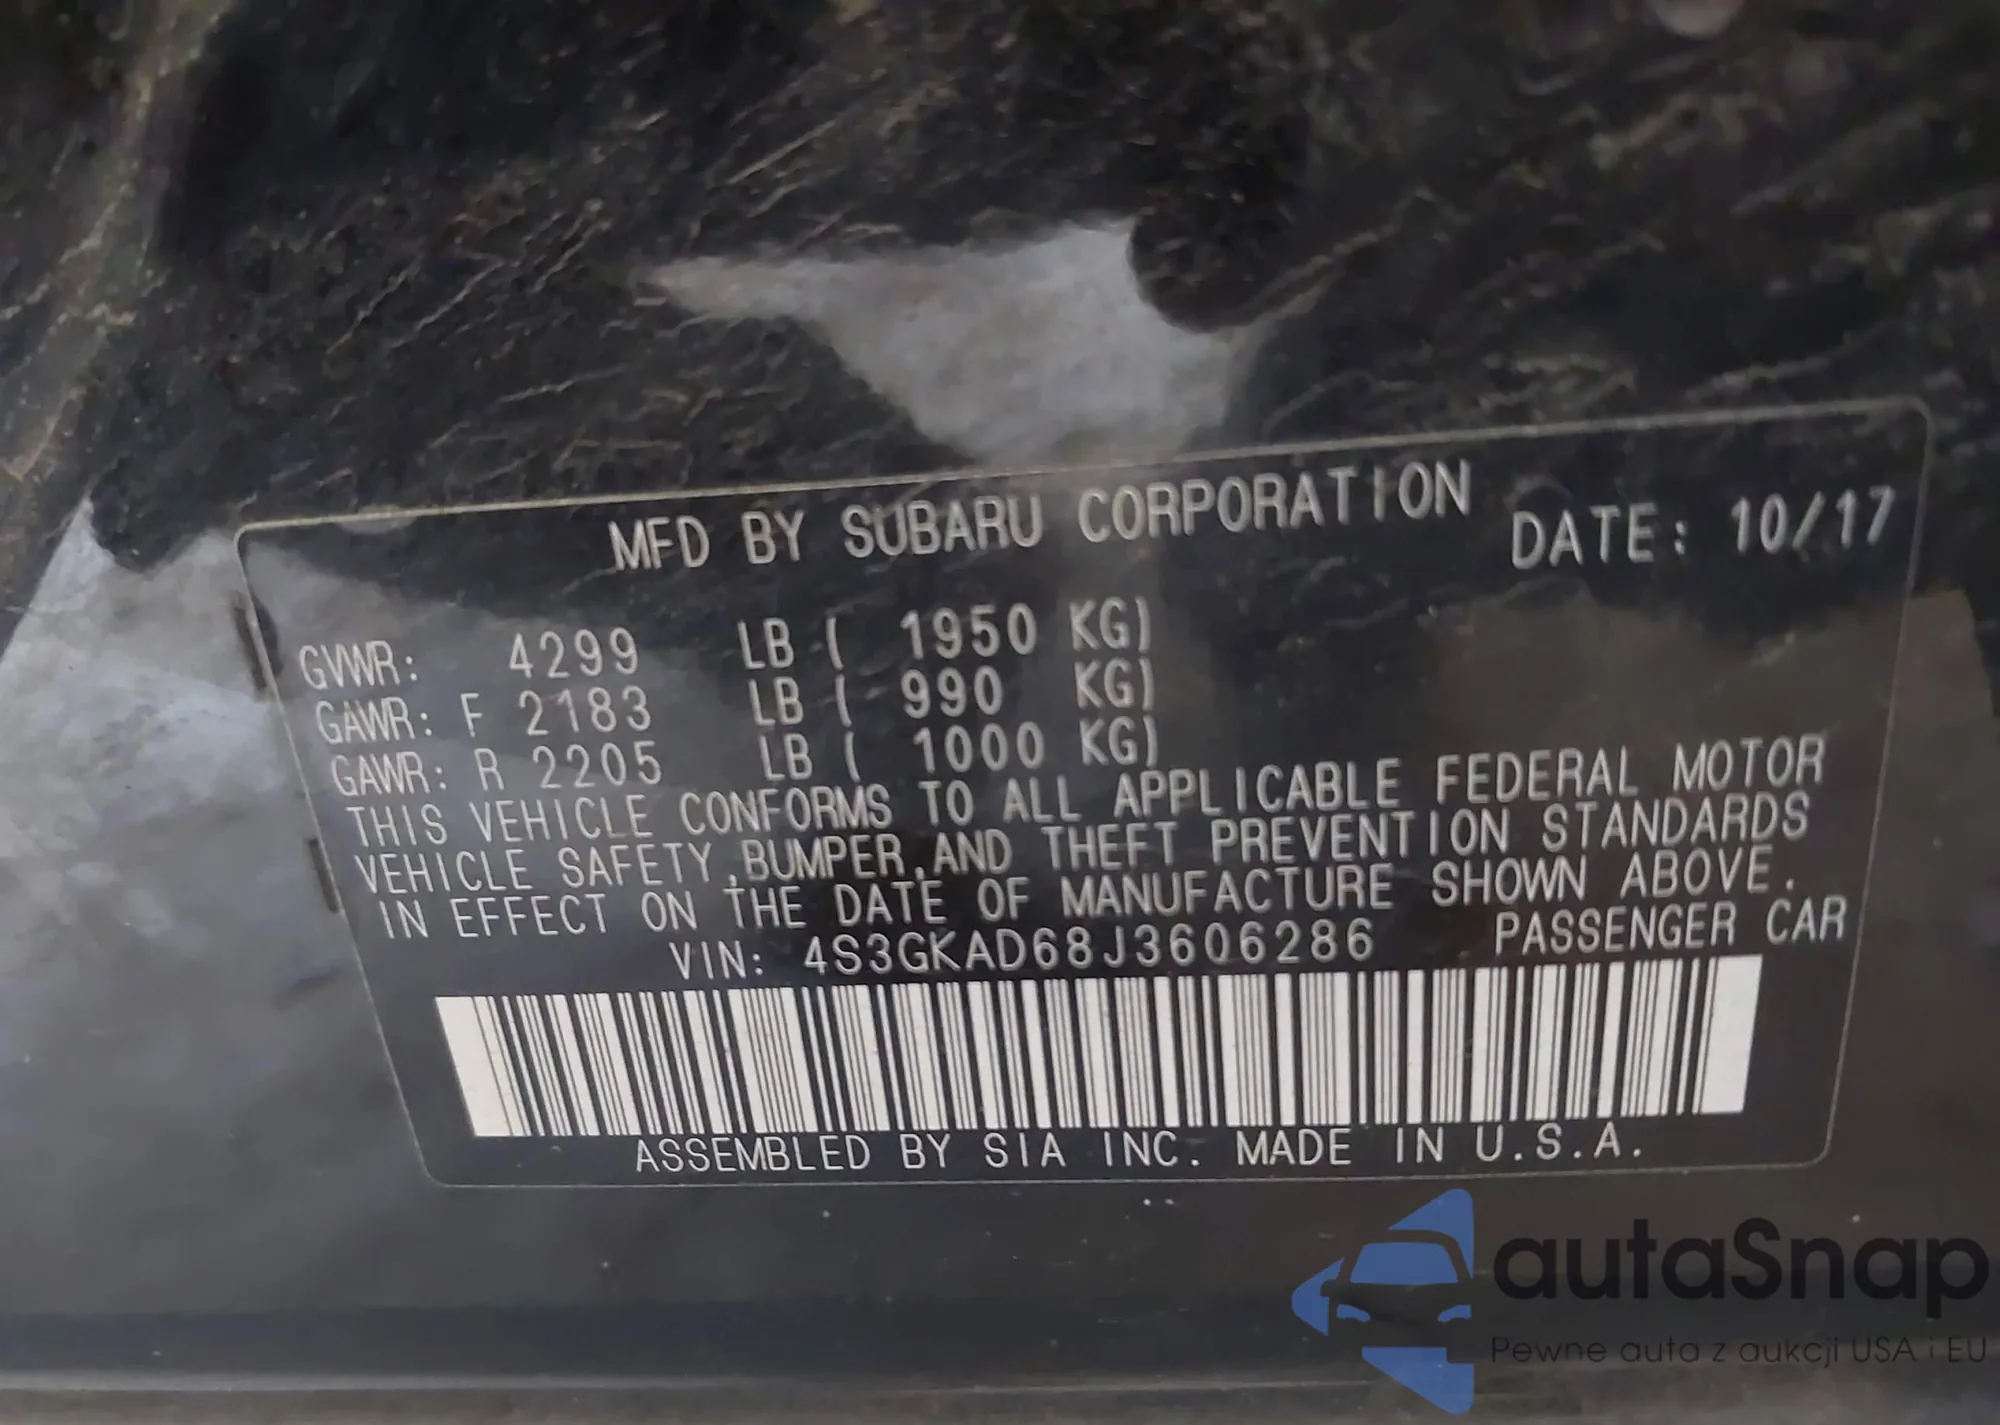 MFD BY SUBARU CORPORATION DATE: 10/17
GVWR: 4299 LB ( 1950 KG)
GAWR: F 2183 LB ( 990 KG)
GAWR: R 2205 LB ( 1000 KG)
THIS VEHICLE CONFORMS TO ALL APPLICABLE FEDERAL MOTOR
VEHICLE SAFETY,BUMPER,AND THEFT PREVENTION STANDARDS
IN EFFECT ON THE DATE OF MANUFACTURE SHOWN ABOVE.
VIN: 4S3GKAD68J3606286 PASSENGER CAR
ASSEMBLED BY SIA INC. MADE IN U.S.A.
autaSnap
Pewne auta z aukcji USA i EU